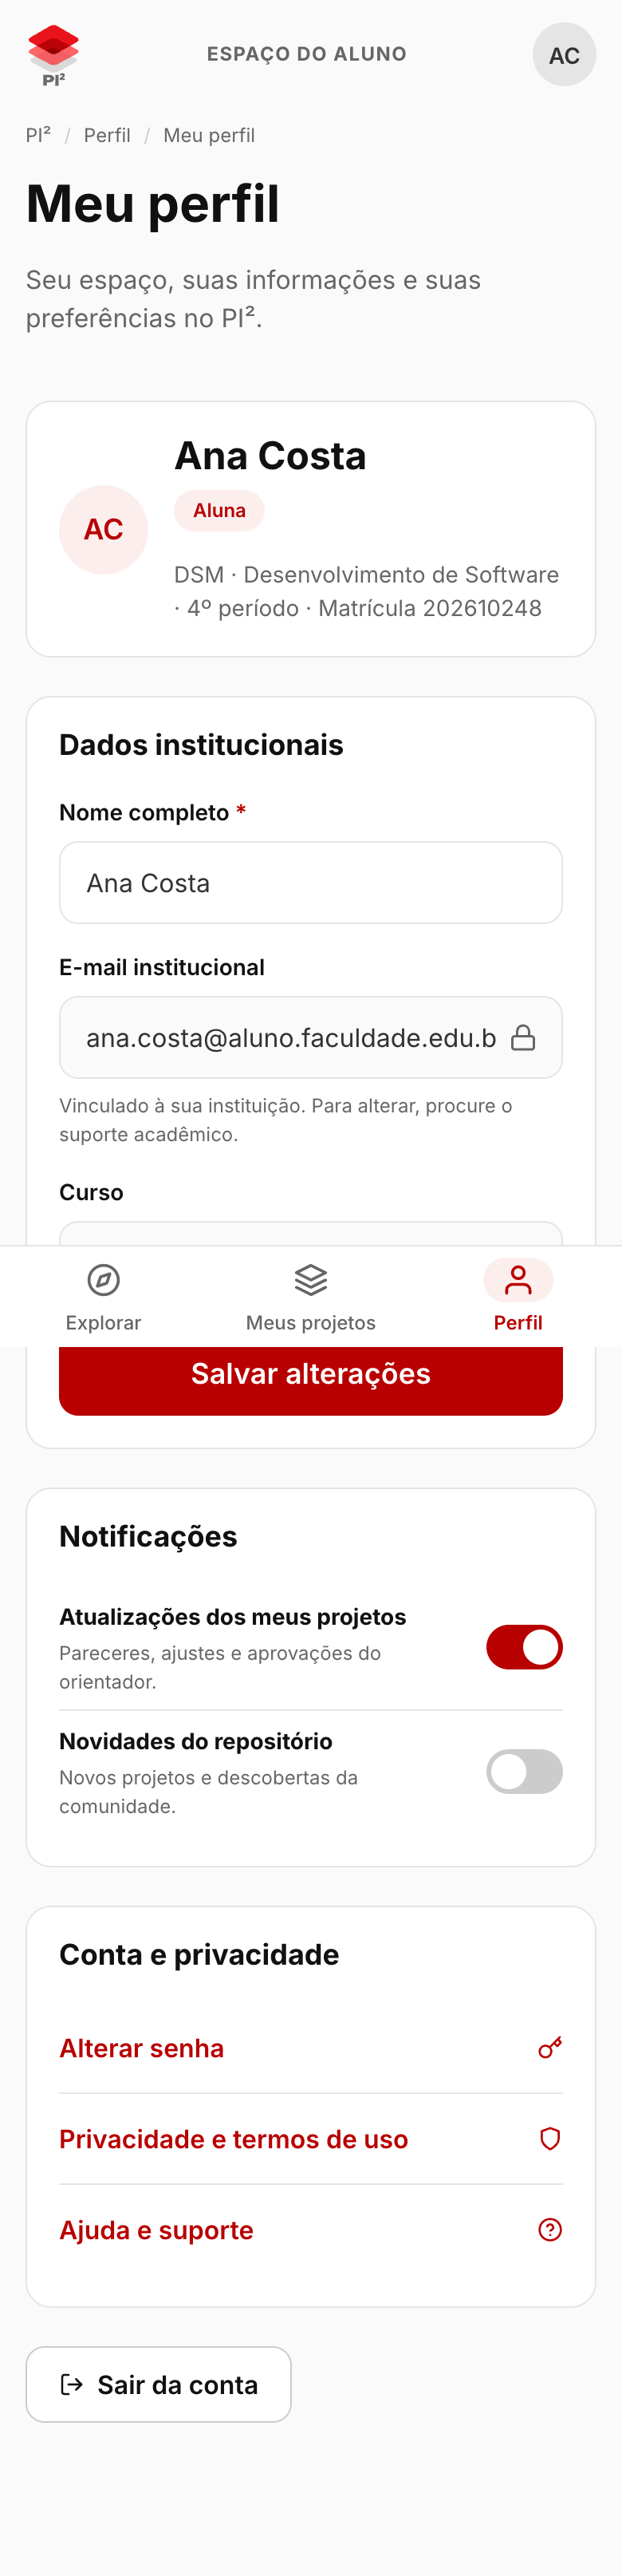 PI²
ESPAÇO DO ALUNO
AC
PI² / Perfil / Meu perfil
Meu perfil
Seu espaço, suas informações e suas
preferências no PI².
AC
Ana Costa
Aluna
DSM · Desenvolvimento de Software
· 4º período · Matrícula 202610248
Dados institucionais
Nome completo *
Ana Costa
E-mail institucional
ana.costa@aluno.faculdade.edu.b
Vinculado à sua instituição. Para alterar, procure o
suporte acadêmico.
Curso
Explorar
Meus projetos
Perfil
Salvar alterações
Notificações
Atualizações dos meus projetos
Pareceres, ajustes e aprovações do
orientador.
Novidades do repositório
Novos projetos e descobertas da
comunidade.
Conta e privacidade
Alterar senha
Privacidade e termos de uso
Ajuda e suporte
Sair da conta